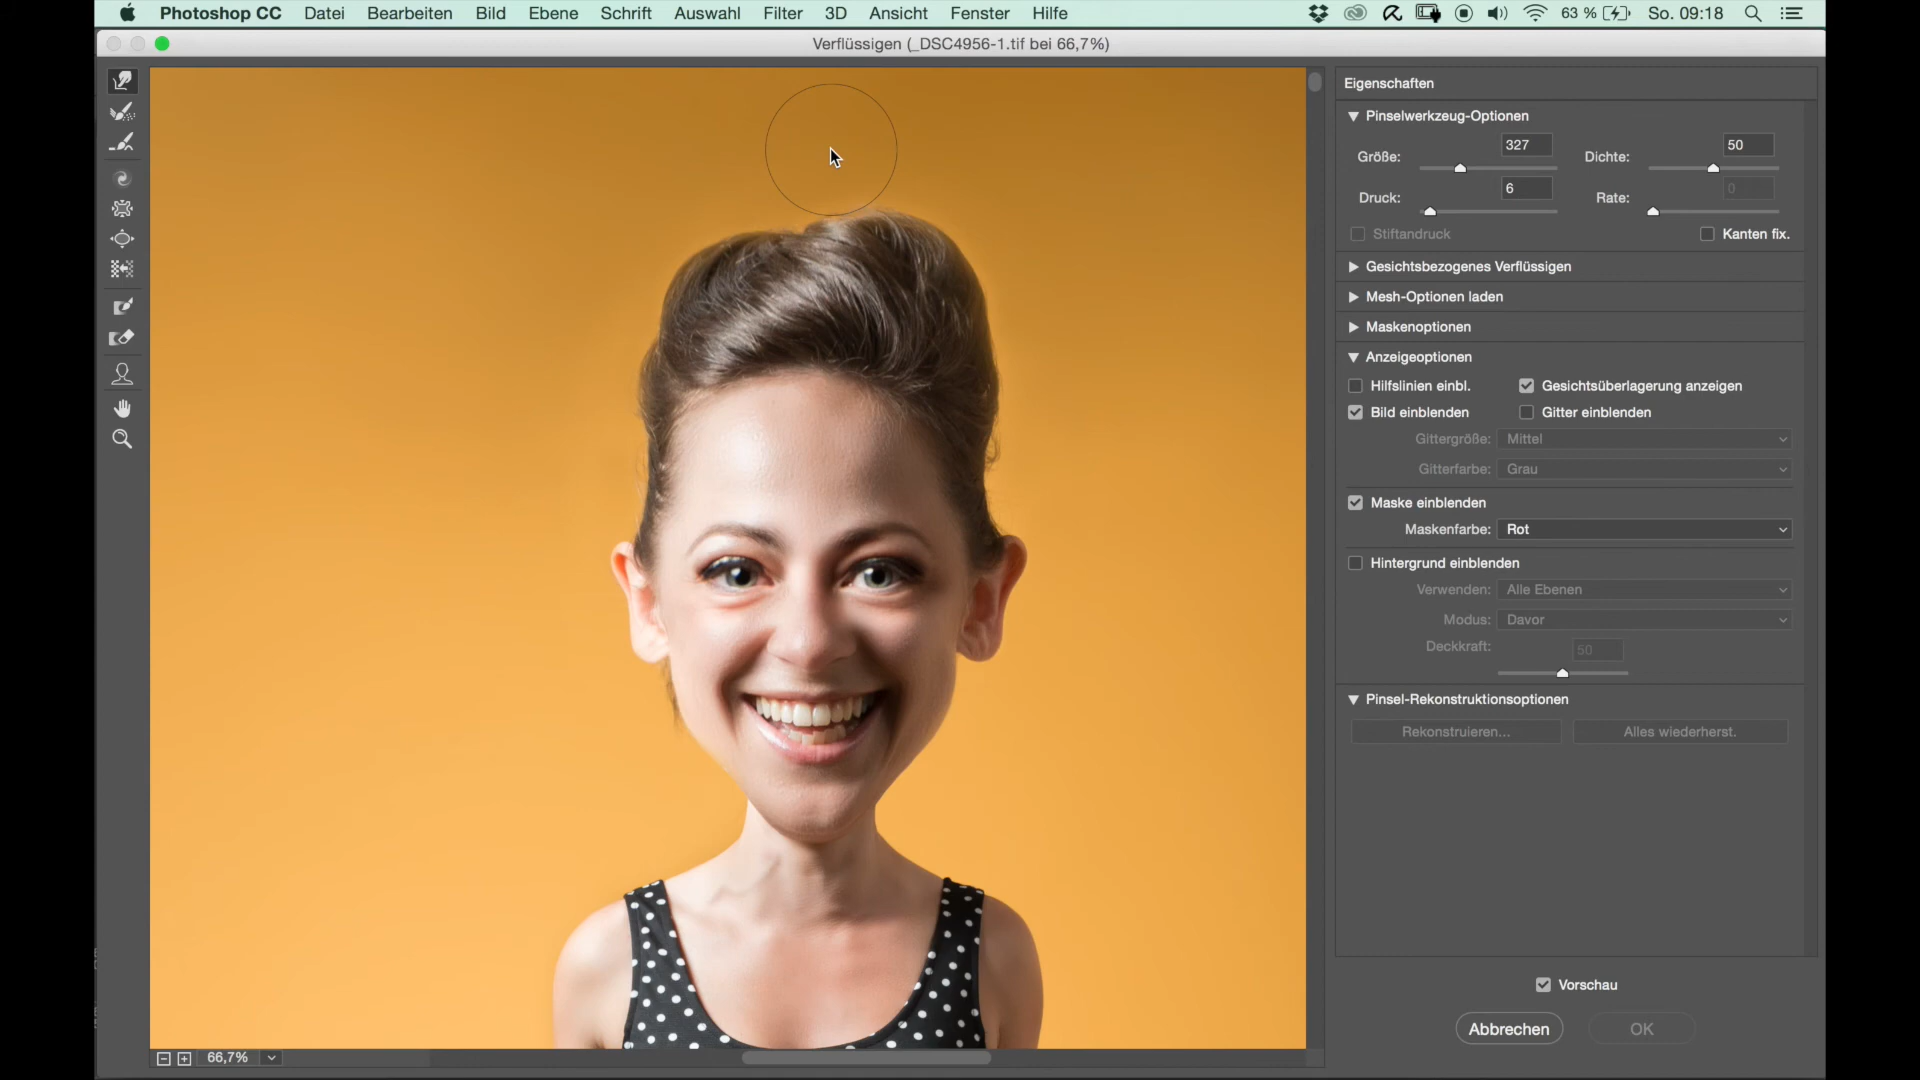 Photoshop CC Datei Bearbeiten Bild Ebene Schrift Auswahl Filter 3D Ansicht Fenster Hilfe 63 % So. 09:18
Verflüssigen (_DSC4956-1.tif bei 66,7%)
Eigenschaften
Pinselwerkzeug-Optionen
Größe: 327 Dichte: 50
Druck: 6 Rate: 0
Stiftandruck Kanten fix.
Gesichtsbezogenes Verflüssigen
Mesh-Optionen laden
Maskenoptionen
Anzeigeoptionen
Hilfslinien einbl. Gesichtsüberlagerung anzeigen
Bild einblenden Gitter einblenden
Gittergröße: Mittel
Gitterfarbe: Grau
Maske einblenden
Maskenfarbe: Rot
Hintergrund einblenden
Verwenden: Alle Ebenen
Modus: Davor
Deckkraft: 50
Pinsel-Rekonstruktionsoptionen
Rekonstruieren... Alles wiederherst.
Vorschau
Abbrechen OK
66,7%